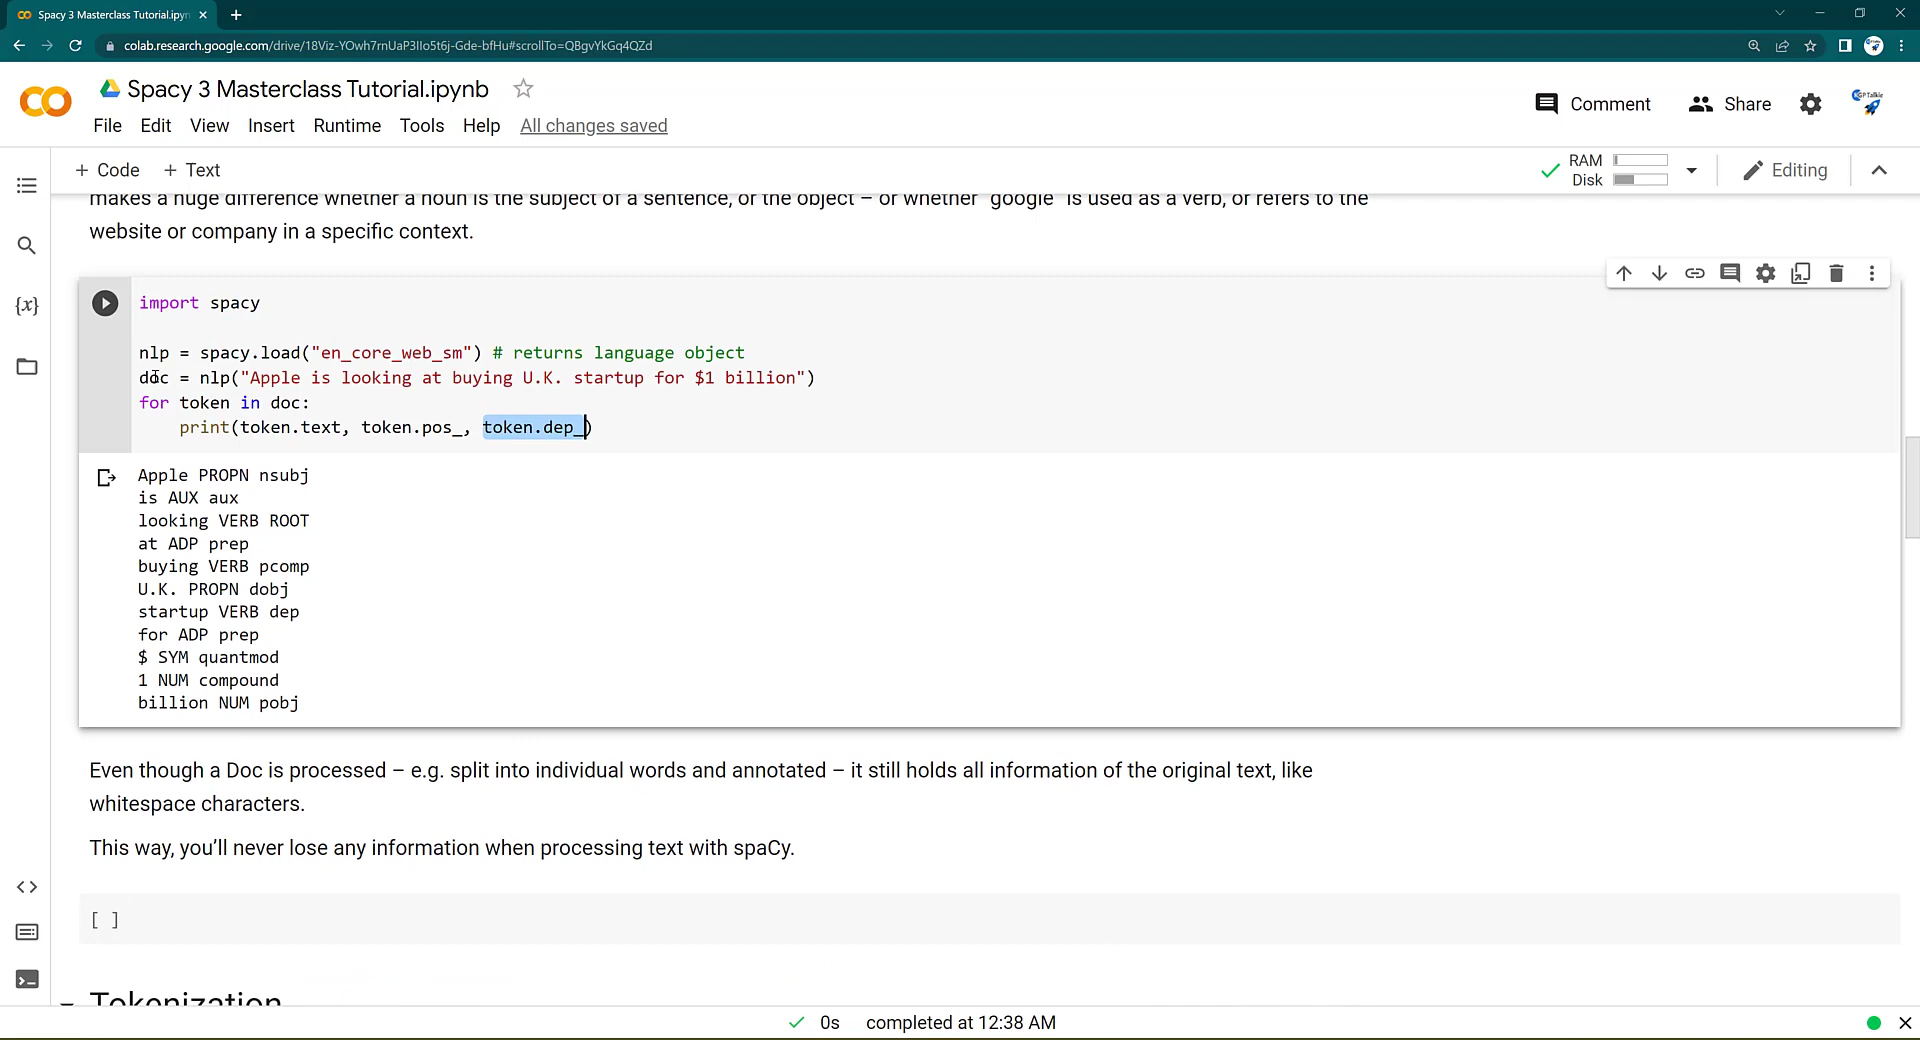 Spacy 3 Masterclass Tutorial.ipyn
colab.research.google.com/drive/18Viz-YOwh7rnUaP3IIo5t6j-Gde-bfHu#scrollTo=QBgvYkGq4QZd
Spacy 3 Masterclass Tutorial.ipynb
Comment
Share
KGP Talkie
File Edit View Insert Runtime Tools Help All changes saved
+ Code + Text
RAM
Disk
Editing
makes a huge difference whether a noun is the subject of a sentence, or the object – or whether "google" is used as a verb, or refers to the
website or company in a specific context.
{x}
import spacy
nlp = spacy.load("en_core_web_sm") # returns language object
doc = nlp("Apple is looking at buying U.K. startup for $1 billion")
for token in doc:
print(token.text, token.pos_, token.dep_)
Apple PROPN nsubj
is AUX aux
looking VERB ROOT
at ADP prep
buying VERB pcomp
U.K. PROPN dobj
startup VERB dep
for ADP prep
$ SYM quantmod
1 NUM compound
billion NUM pobj
Even though a Doc is processed – e.g. split into individual words and annotated – it still holds all information of the original text, like
whitespace characters.
This way, you’ll never lose any information when processing text with spaCy.
[ ]
Tokenization
0s completed at 12:38 AM